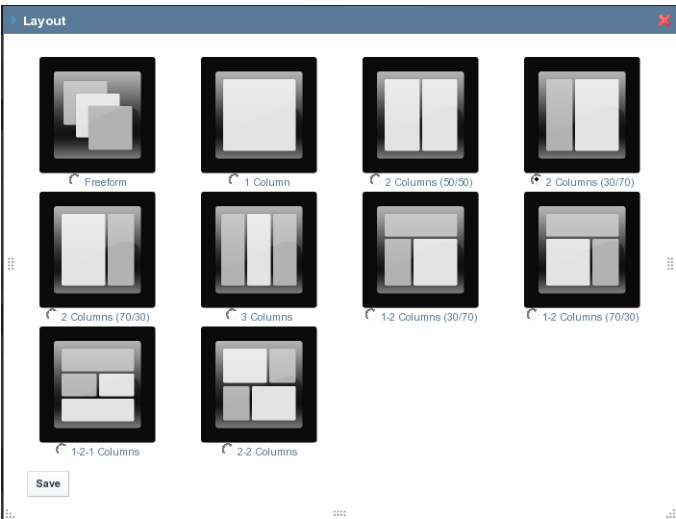 Layout
Freeform
1 Column
2 Columns (50/50)
2 Columns (30/70)
2 Columns (70/30)
3 Columns
1-2 Columns (30/70)
1-2 Columns (70/30)
1-2-1 Columns
2-2 Columns
Save